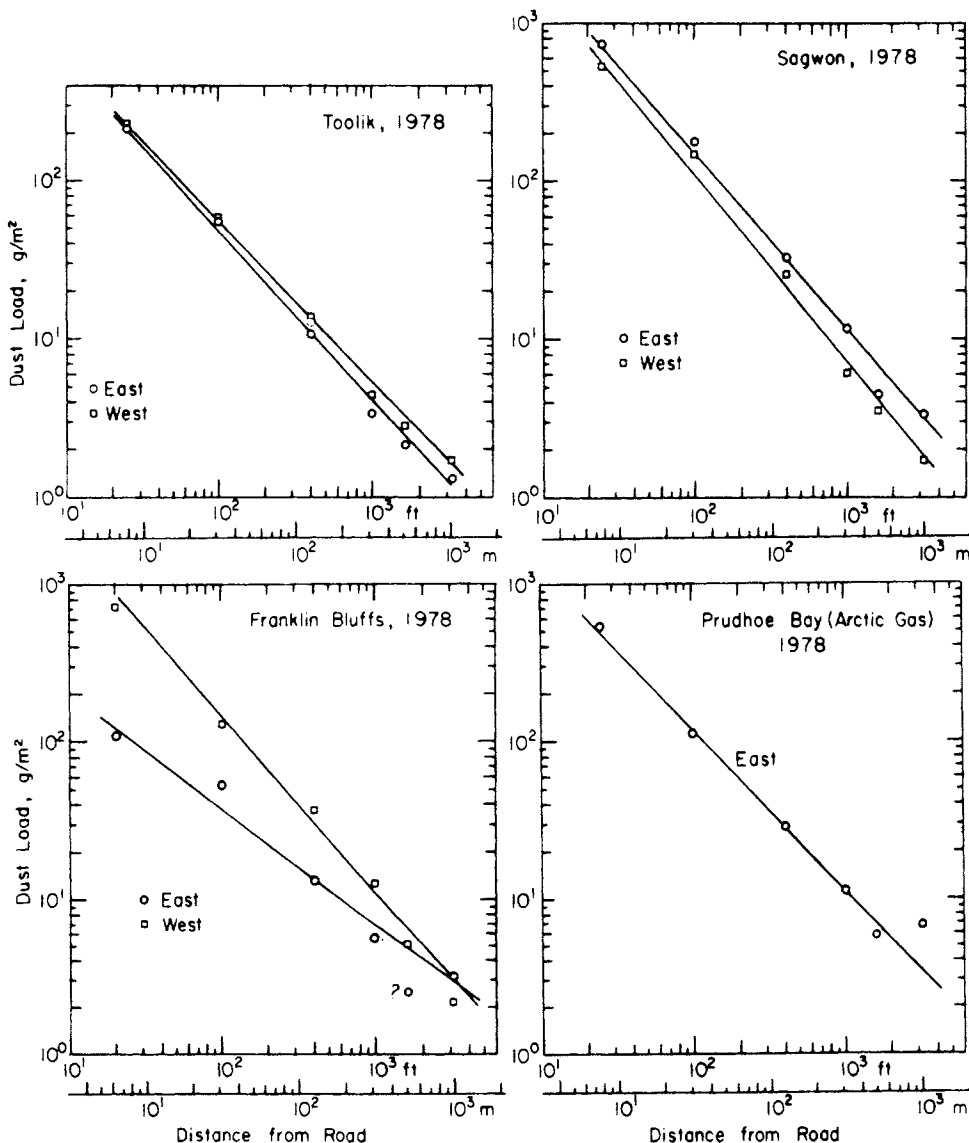 Toolik, 1978
Dust Load, g/m²
10²
10¹
10⁰
○ East
□ West
10¹ 10² 10³ ft
10¹ 10² 10³ m
Sagwon, 1978
10³
10²
10¹
10⁰
○ East
□ West
10¹ 10² 10³ ft
10¹ 10² 10³ m
Franklin Bluffs, 1978
Dust Load, g/m²
10³
10²
10¹
10⁰
○ East
□ West
?
10² 10³ ft
10¹ 10² 10³ m
Distance from Road
Prudhoe Bay (Arctic Gas)
1978
10³
10²
10¹
10⁰
East
10² 10³ ft
10¹ 10² 10³ m
Distance from Road